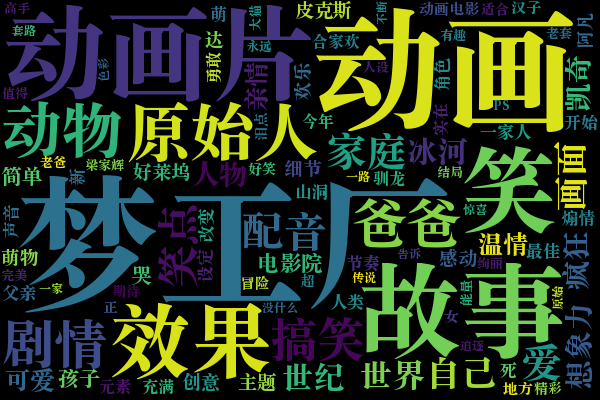 高手
套路
动画片
萌
达
勇敢
大猫
永远
皮克斯
合家欢
不断
动画电影
适合
汉子
老套
有趣
阿凡
色彩
亲情
欢乐
人设
动画
角色
凯奇
值得
泪点
PS
实在
一家人
开始
今年
动物
原始人
老爸
梁家辉
好莱坞
人物
好笑
细节
家庭
冰河
一路
驯龙
结局
笑
画面
简单
新
声音
梦工厂
笑点
改变
设定
山洞
配音
爸爸
惊喜
煽情
温情
最佳
萌物
完美
哭
电影院
节奏
告诉
感动
绚丽
疯狂
父亲
一家
期待
冒险
超
传说
人类
能量
原始
正
没什么
故事
女
追逐
剧情
效果
搞笑
想象力
可爱
孩子
元素
充满
创意
主题
世纪
世界
自己
死
爱
地方
精彩